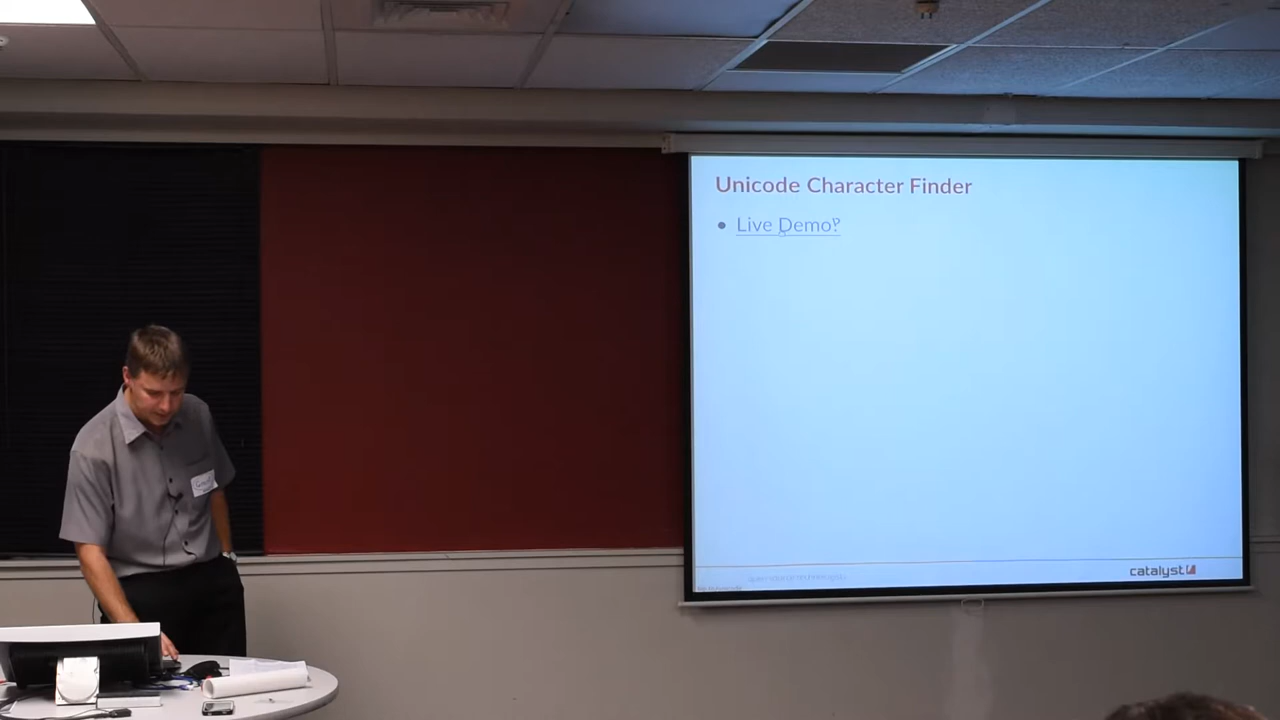 Unicode Character Finder
• Live Demo‽
catalyst